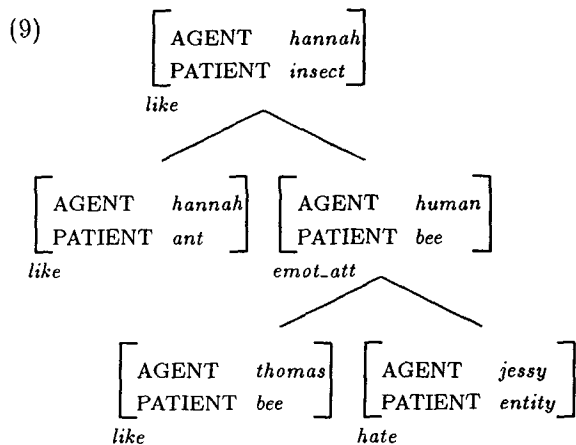 (9)
AGENT hannah
PATIENT insect
like
AGENT hannah AGENT human
PATIENT ant PATIENT bee
like emot_att
AGENT thomas AGENT jessy
PATIENT bee PATIENT entity
like hate